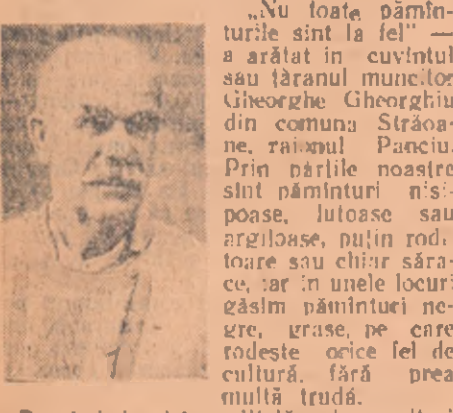 „Nu toate pămîn-
turile sînt la fel" —
a arătat în cuvîntul
său ţăranul muncitor
Gheorghe Gheorghiu
din comuna Străoa-
ne, raionul Panciu.
Prin părţile noastre
sînt pămînturi nisi-
poase, lutoase sau
argiloase, puţin rodi-
toare sau chiar săra-
ce, iar în unele locuri
găsim pămînturi ne-
gre, grase, pe care
rodeşte orice fel de
cultură, fără prea
multă trudă.